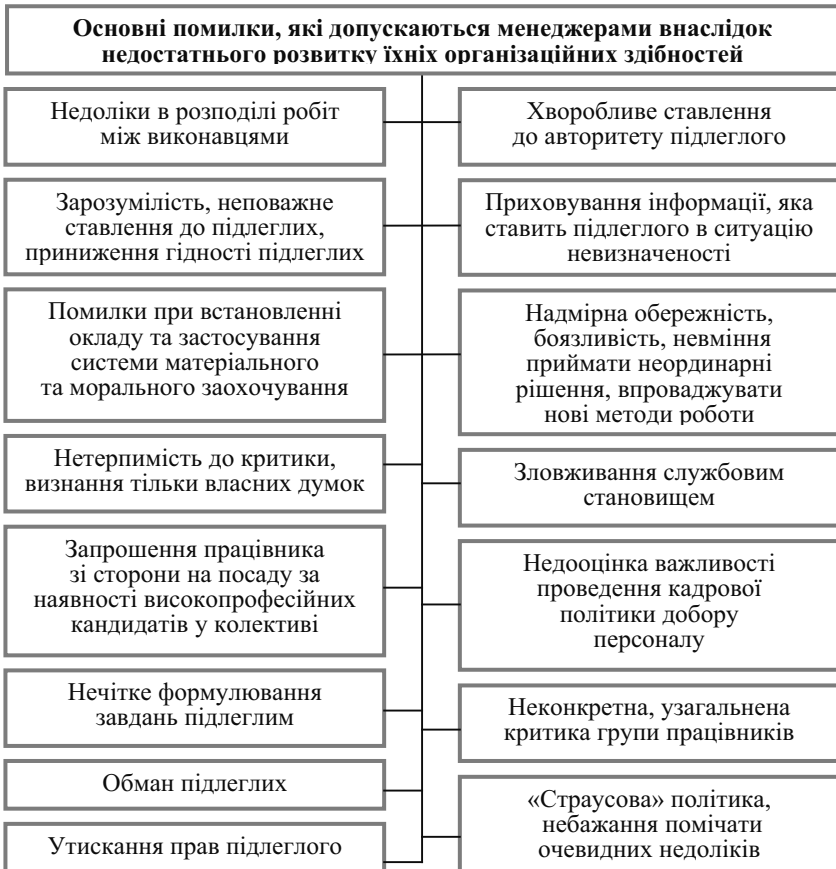 Основні помилки, які допускаються менеджерами внаслідок
недостатнього розвитку їхніх організаційних здібностей
Недоліки в розподілі робіт
між виконавцями
Зарозумілість, неповажне
ставлення до підлеглих,
приниження гідності підлеглих
Помилки при встановленні
окладу та застосування
системи матеріального
та морального заохочування
Нетерпимість до критики,
визнання тільки власних думок
Запрошення працівника
зі сторони на посаду за
наявності високопрофесійних
кандидатів у колективі
Нечітке формулювання
завдань підлеглим
Обман підлеглих
Утискання прав підлеглого
Хворобливе ставлення
до авторитету підлеглого
Приховування інформації, яка
ставить підлеглого в ситуацію
невизначеності
Надмірна обережність,
боязливість, невміння
приймати неординарні
рішення, впроваджувати
нові методи роботи
Зловживання службовим
становищем
Недооцінка важливості
проведення кадрової
політики добору
персоналу
Неконкретна, узагальнена
критика групи працівників
«Страусова» політика,
небажання помічати
очевидних недоліків